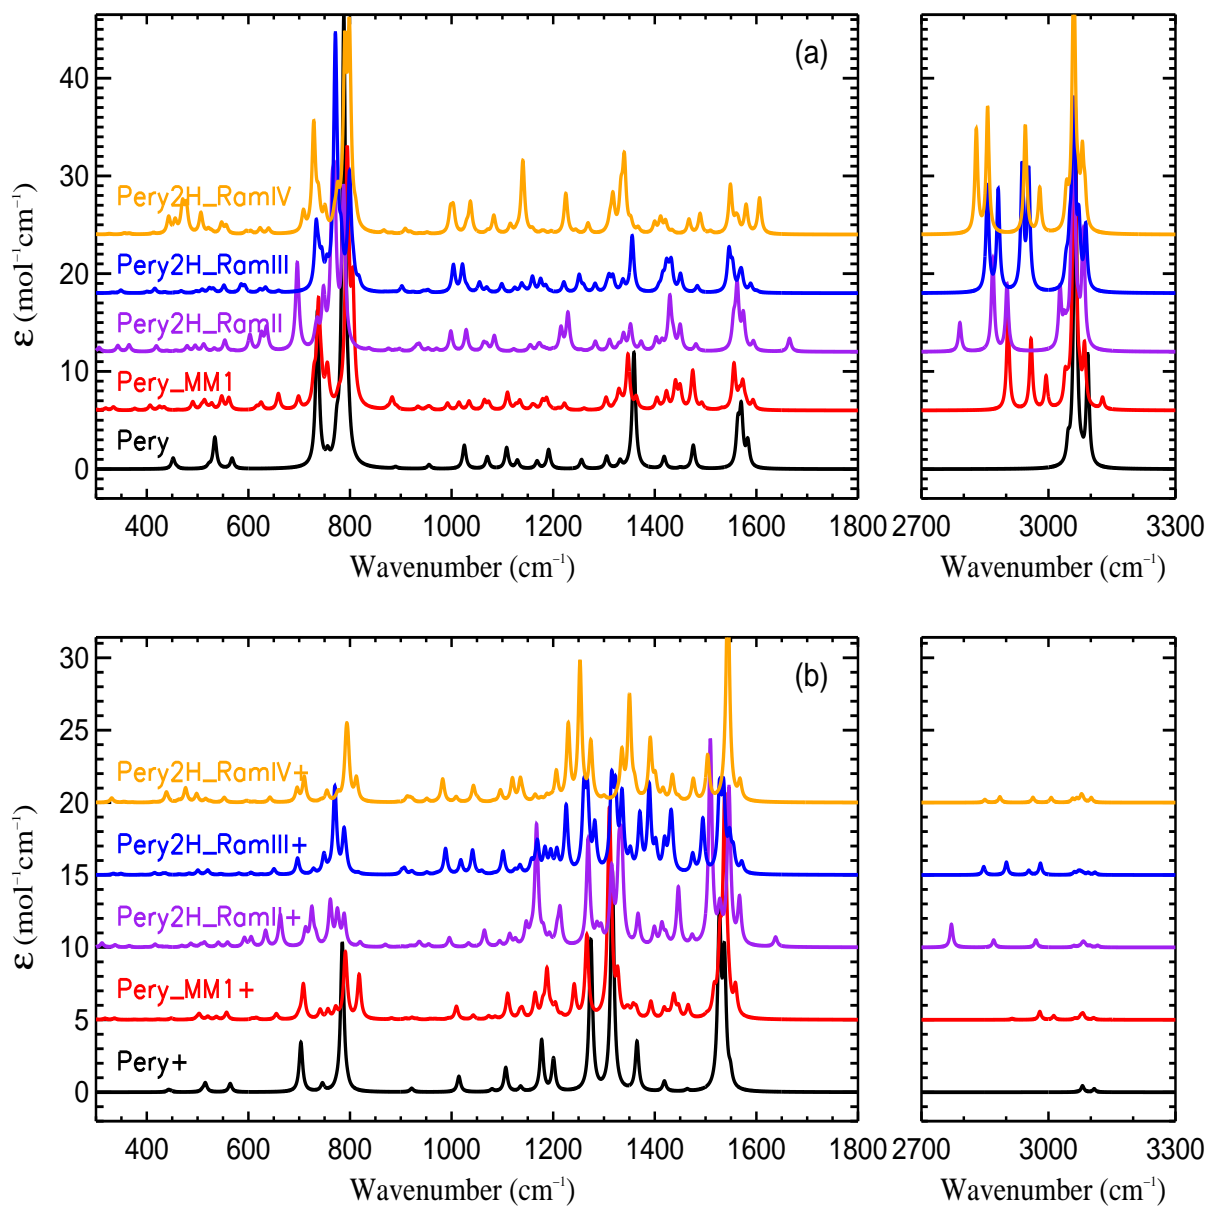 (a)
40
30
20
10
0
ε (mol⁻¹cm⁻¹)
Pery2H_RamIV
Pery2H_RamIII
Pery2H_RamII
Pery_MM1
Pery
400 600 800 1000 1200 1400 1600 1800 2700 3000 3300
Wavenumber (cm⁻¹) Wavenumber (cm⁻¹)
(b)
30
25
20
15
10
5
0
ε (mol⁻¹cm⁻¹)
Pery2H_RamIV+
Pery2H_RamIII+
Pery2H_RamII+
Pery_MM1+
Pery+
400 600 800 1000 1200 1400 1600 1800 2700 3000 3300
Wavenumber (cm⁻¹) Wavenumber (cm⁻¹)